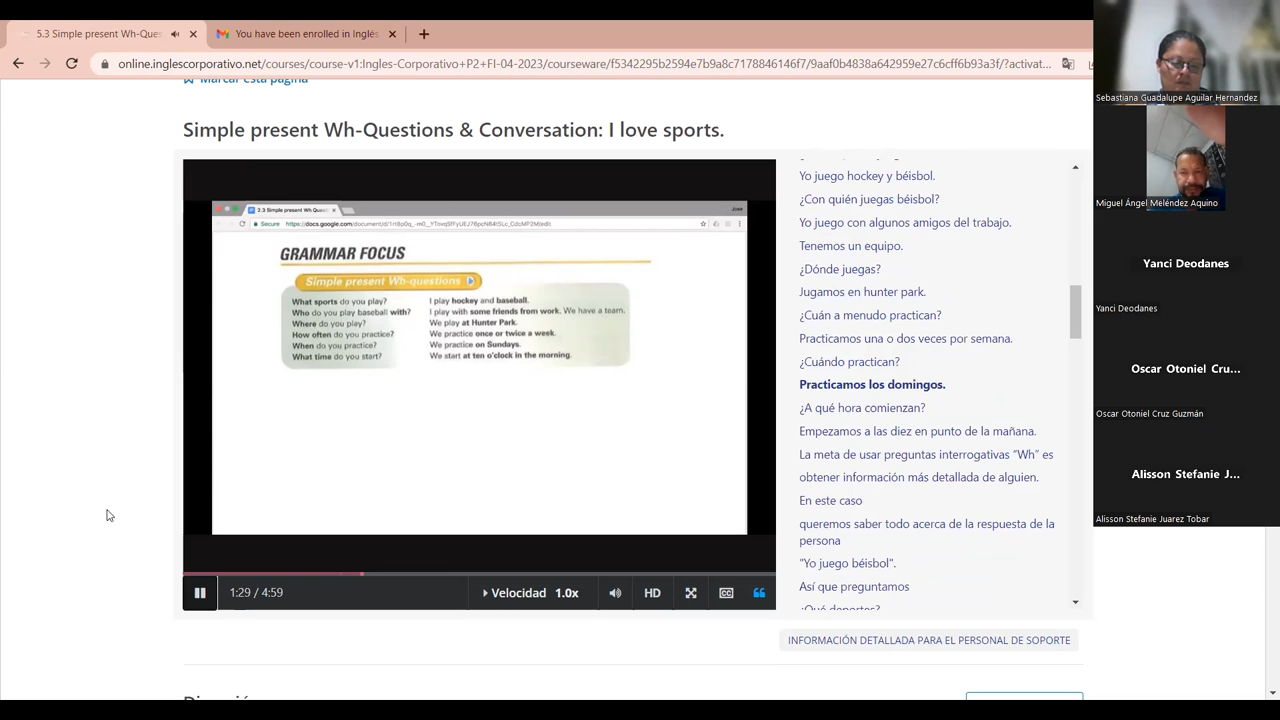 5.3 Simple present Wh-Ques
You have been enrolled in Inglés
online.inglescorporativo.net/courses/course-v1:Ingles-Corporativo+P2+FI-04-2023/courseware/f5342295b2594e7b9a8c7178846146f7/9aaf0b4838a642959e27c6cff6b93a3f/?activat...
Marcar esta página
Simple present Wh-Questions & Conversation: I love sports.
2.3 Simple present Wh Quest
Jose
Secure
GRAMMAR FOCUS
Simple present Wh-questions
What sports do you play? I play hockey and baseball.
Who do you play baseball with? I play with some friends from work. We have a team.
Where do you play? We play at Hunter Park.
How often do you practice? We practice once or twice a week.
When do you practice? We practice on Sundays.
What time do you start? We start at ten o'clock in the morning.
Yo juego hockey y béisbol.
¿Con quién juegas béisbol?
Yo juego con algunos amigos del trabajo.
Tenemos un equipo.
¿Dónde juegas?
Jugamos en hunter park.
¿Cuán a menudo practican?
Practicamos una o dos veces por semana.
¿Cuándo practican?
Practicamos los domingos.
¿A qué hora comienzan?
Empezamos a las diez en punto de la mañana.
La meta de usar preguntas interrogativas “Wh” es
obtener información más detallada de alguien.
En este caso
queremos saber todo acerca de la respuesta de la
persona
"Yo juego béisbol".
Así que preguntamos
¿Qué deportes?
1:29 / 4:59
Velocidad 1.0x
HD
CC
INFORMACIÓN DETALLADA PARA EL PERSONAL DE SOPORTE
Sebastiana Guadalupe Aguilar Hernandez
Miguel Ángel Meléndez Aquino
Yanci Deodanes
Yanci Deodanes
Oscar Otoniel Cru...
Oscar Otoniel Cruz Guzmán
Alisson Stefanie J...
Alisson Stefanie Juarez Tobar